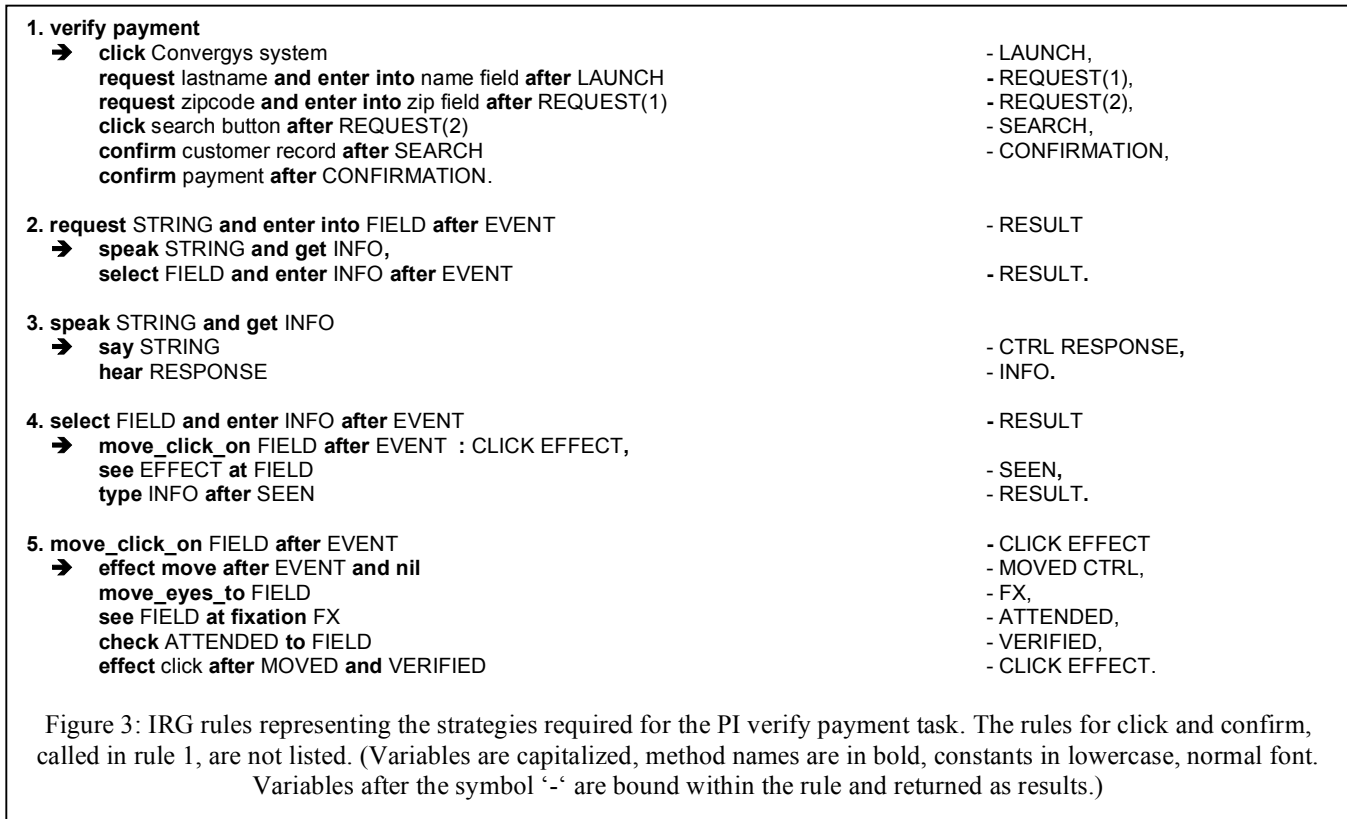 1. verify payment
➔ click Convergys system - LAUNCH,
request lastname and enter into name field after LAUNCH - REQUEST(1),
request zipcode and enter into zip field after REQUEST(1) - REQUEST(2),
click search button after REQUEST(2) - SEARCH,
confirm customer record after SEARCH - CONFIRMATION,
confirm payment after CONFIRMATION.
2. request STRING and enter into FIELD after EVENT - RESULT
➔ speak STRING and get INFO,
select FIELD and enter INFO after EVENT - RESULT.
3. speak STRING and get INFO
➔ say STRING - CTRL RESPONSE,
hear RESPONSE - INFO.
4. select FIELD and enter INFO after EVENT - RESULT
➔ move_click_on FIELD after EVENT : CLICK EFFECT,
see EFFECT at FIELD - SEEN,
type INFO after SEEN - RESULT.
5. move_click_on FIELD after EVENT - CLICK EFFECT
➔ effect move after EVENT and nil - MOVED CTRL,
move_eyes_to FIELD - FX,
see FIELD at fixation FX - ATTENDED,
check ATTENDED to FIELD - VERIFIED,
effect click after MOVED and VERIFIED - CLICK EFFECT.
Figure 3: IRG rules representing the strategies required for the PI verify payment task. The rules for click and confirm,
called in rule 1, are not listed. (Variables are capitalized, method names are in bold, constants in lowercase, normal font.
Variables after the symbol ‘-‘ are bound within the rule and returned as results.)